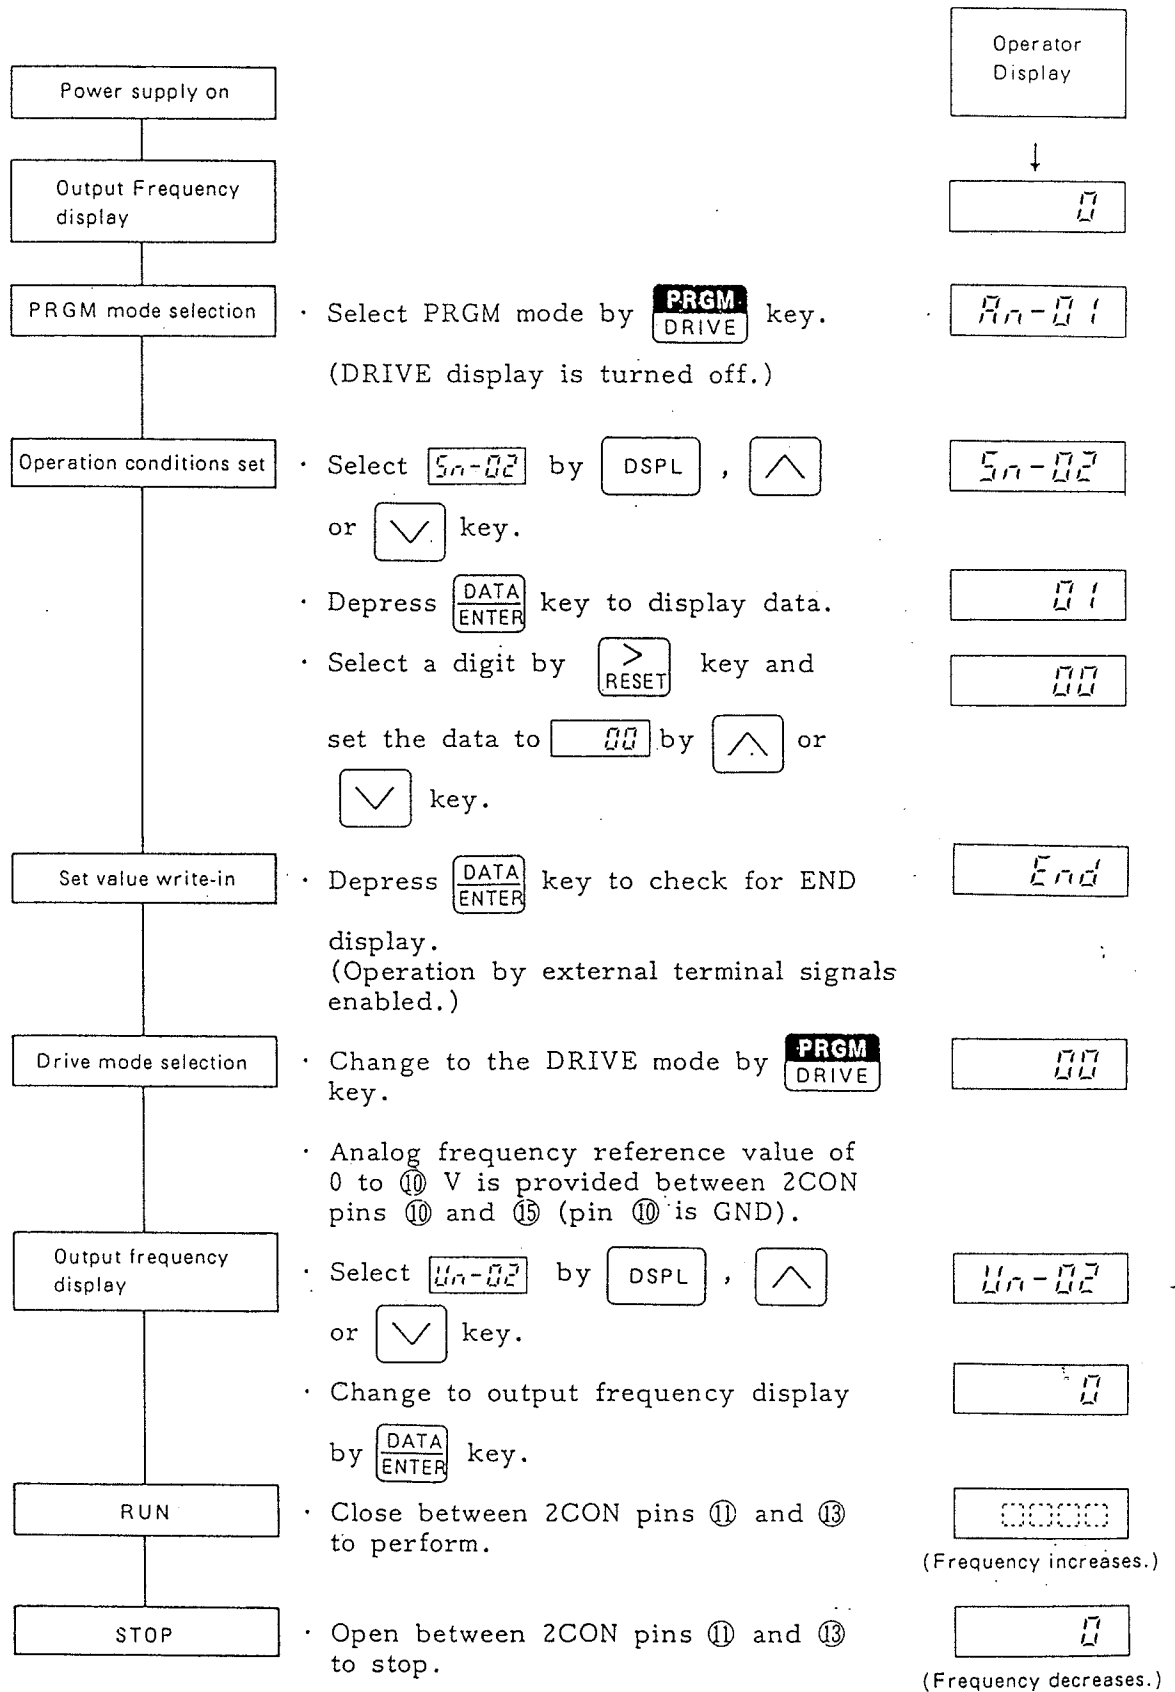 Operator
Display
Power supply on
↓
Output Frequency
display
0
PRGM mode selection
· Select PRGM mode by PRGM DRIVE key.
An-01
(DRIVE display is turned off.)
Operation conditions set
· Select Sn-02 by DSPL , ∧
Sn-02
or ∨ key.
· Depress DATA ENTER key to display data.
01
· Select a digit by > RESET key and
00
set the data to 00 by ∧ or
∨ key.
Set value write-in
· Depress DATA ENTER key to check for END
End
display.
(Operation by external terminal signals
enabled.)
Drive mode selection
· Change to the DRIVE mode by PRGM DRIVE
key.
00
· Analog frequency reference value of
0 to ⑩ V is provided between 2CON
pins ⑩ and ⑮ (pin ⑩ is GND).
Output frequency
display
· Select Un-02 by DSPL , ∧
Un-02
or ∨ key.
· Change to output frequency display
0
by DATA ENTER key.
RUN
· Close between 2CON pins ⑪ and ⑬
to perform.
(Frequency increases.)
STOP
· Open between 2CON pins ⑪ and ⑬
to stop.
0
(Frequency decreases.)